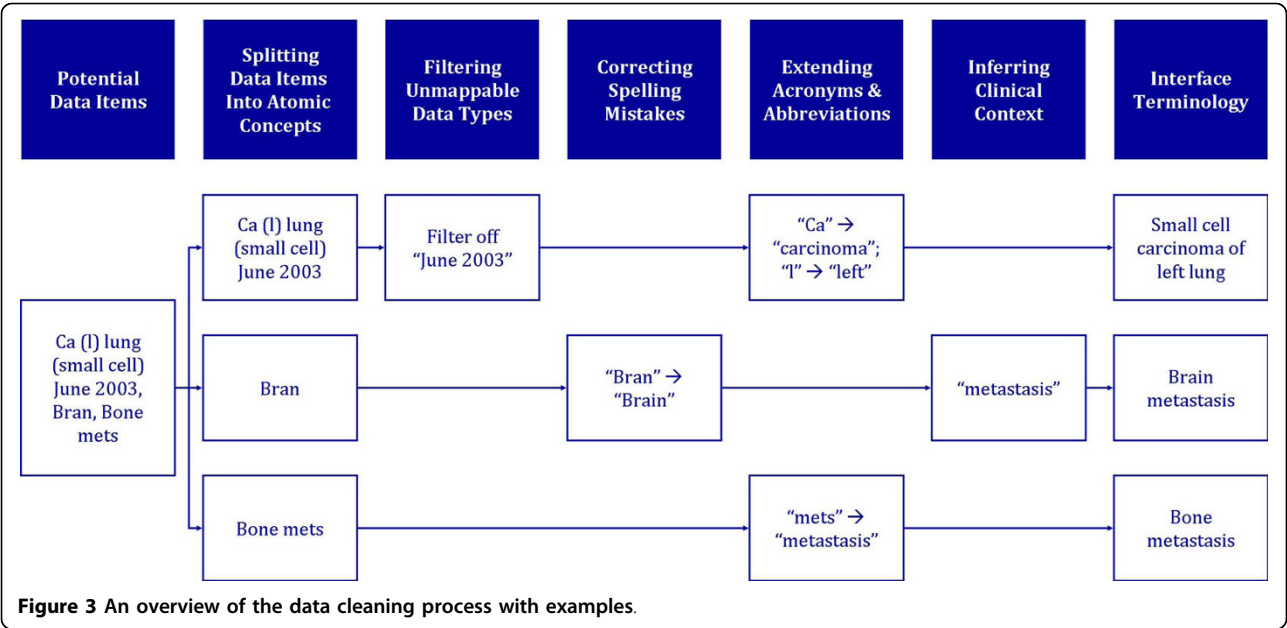 Potential
Data Items
Splitting
Data Items
Into Atomic
Concepts
Filtering
Unmappable
Data Types
Correcting
Spelling
Mistakes
Extending
Acronyms &
Abbreviations
Inferring
Clinical
Context
Interface
Terminology
Ca (l) lung
(small cell)
June 2003,
Bran, Bone
mets
Ca (l) lung
(small cell)
June 2003
Filter off
“June 2003”
“Ca” →
“carcinoma”;
“l” → “left”
Small cell
carcinoma of
left lung
Bran
“Bran” →
“Brain”
“metastasis”
Brain
metastasis
Bone mets
“mets” →
“metastasis”
Bone
metastasis
Figure 3 An overview of the data cleaning process with examples.